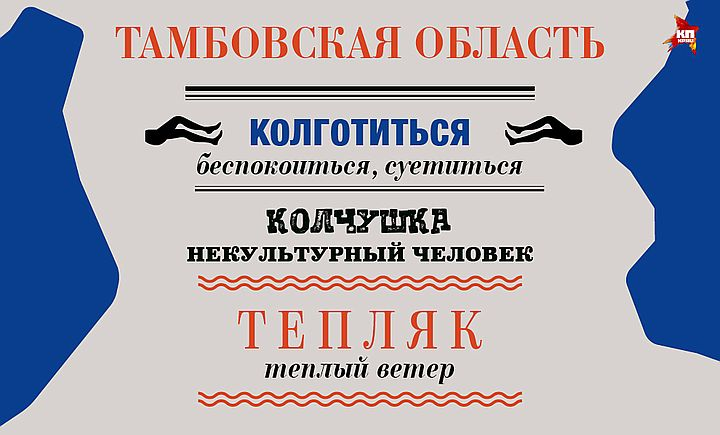 ТАМБОВСКАЯ ОБЛАСТЬ
КП
КОЛГОТИТЬСЯ
беспокоиться, суетиться
КОЛЧУШКА
НЕКУЛЬТУРНЫЙ ЧЕЛОВЕК
ТЕПЛЯК
теплый ветер